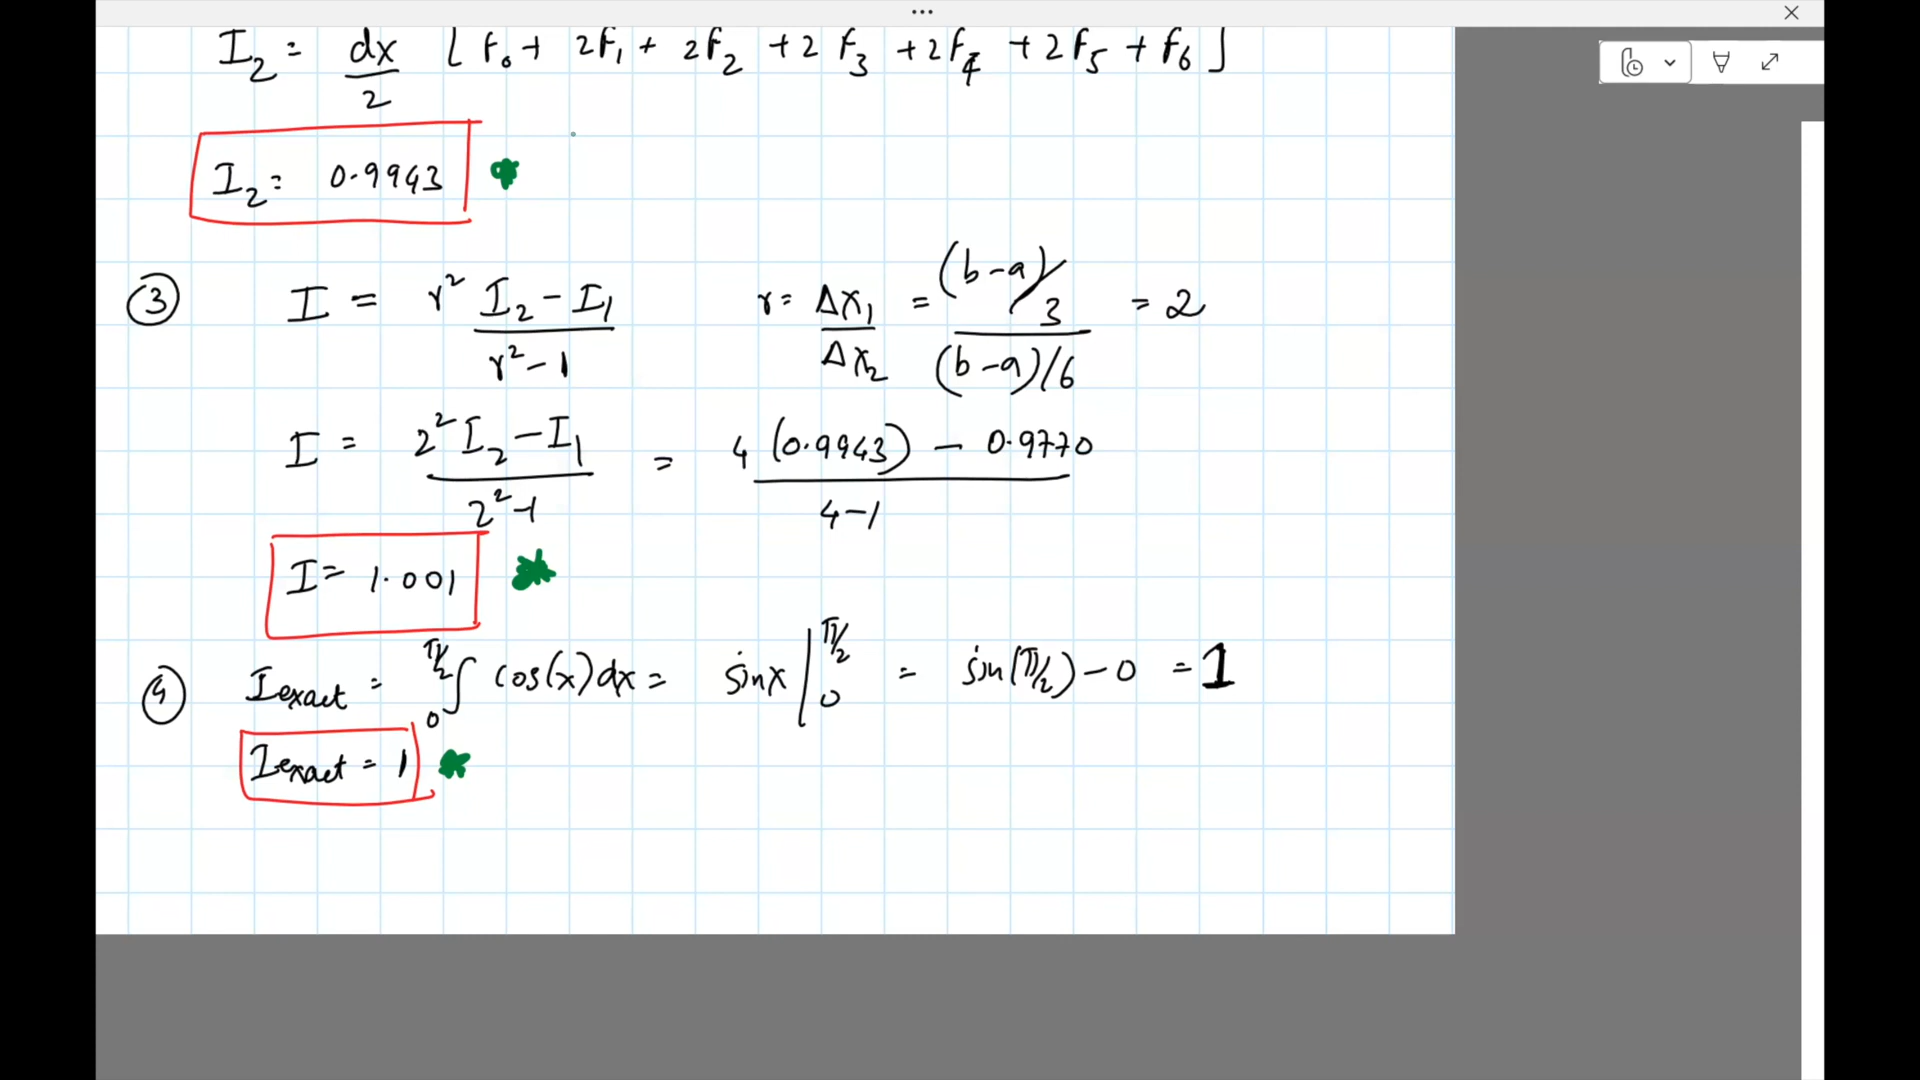 I₂ = dx/2 [ f₀ + 2f₁ + 2f₂ + 2f₃ + 2f₄ + 2f₅ + f₆ ]
I₂ = 0.9943
③ I = r² I₂ - I₁ / r² - 1 r = Δx₁ / Δx₂ = (b-a)/3 / (b-a)/6 = 2
I = 2² I₂ - I₁ / 2² - 1 = 4 (0.9943) - 0.9770 / 4-1
I = 1.001
④ Iexact = ∫₀^π/2 cos(x) dx = sinx |₀^π/2 = sin(π/2) - 0 = 1
Iexact = 1